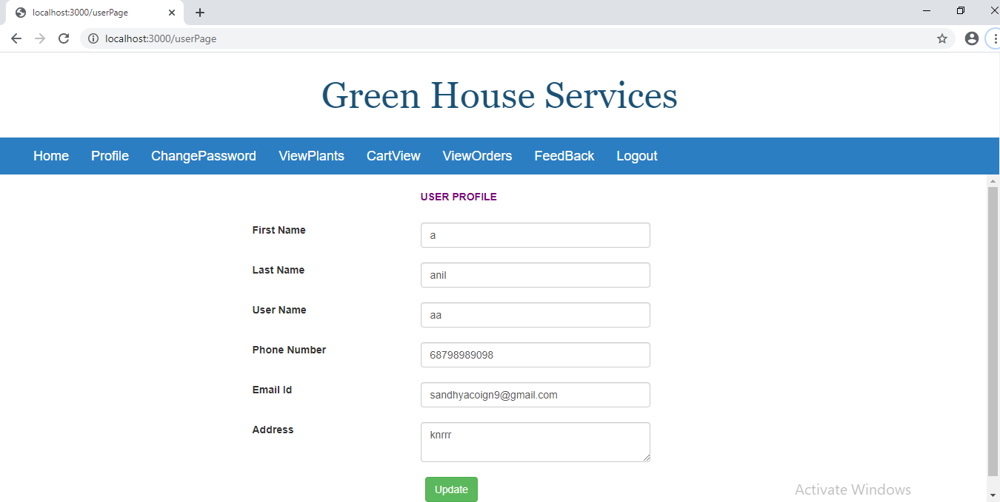 localhost:3000/userPage
localhost:3000/userPage
Green House Services
Home Profile ChangePassword ViewPlants CartView ViewOrders FeedBack Logout
USER PROFILE
First Name a
Last Name anil
User Name aa
Phone Number 68798989098
Email Id sandhyacoign9@gmail.com
Address knrrr
Update
Activate Windows